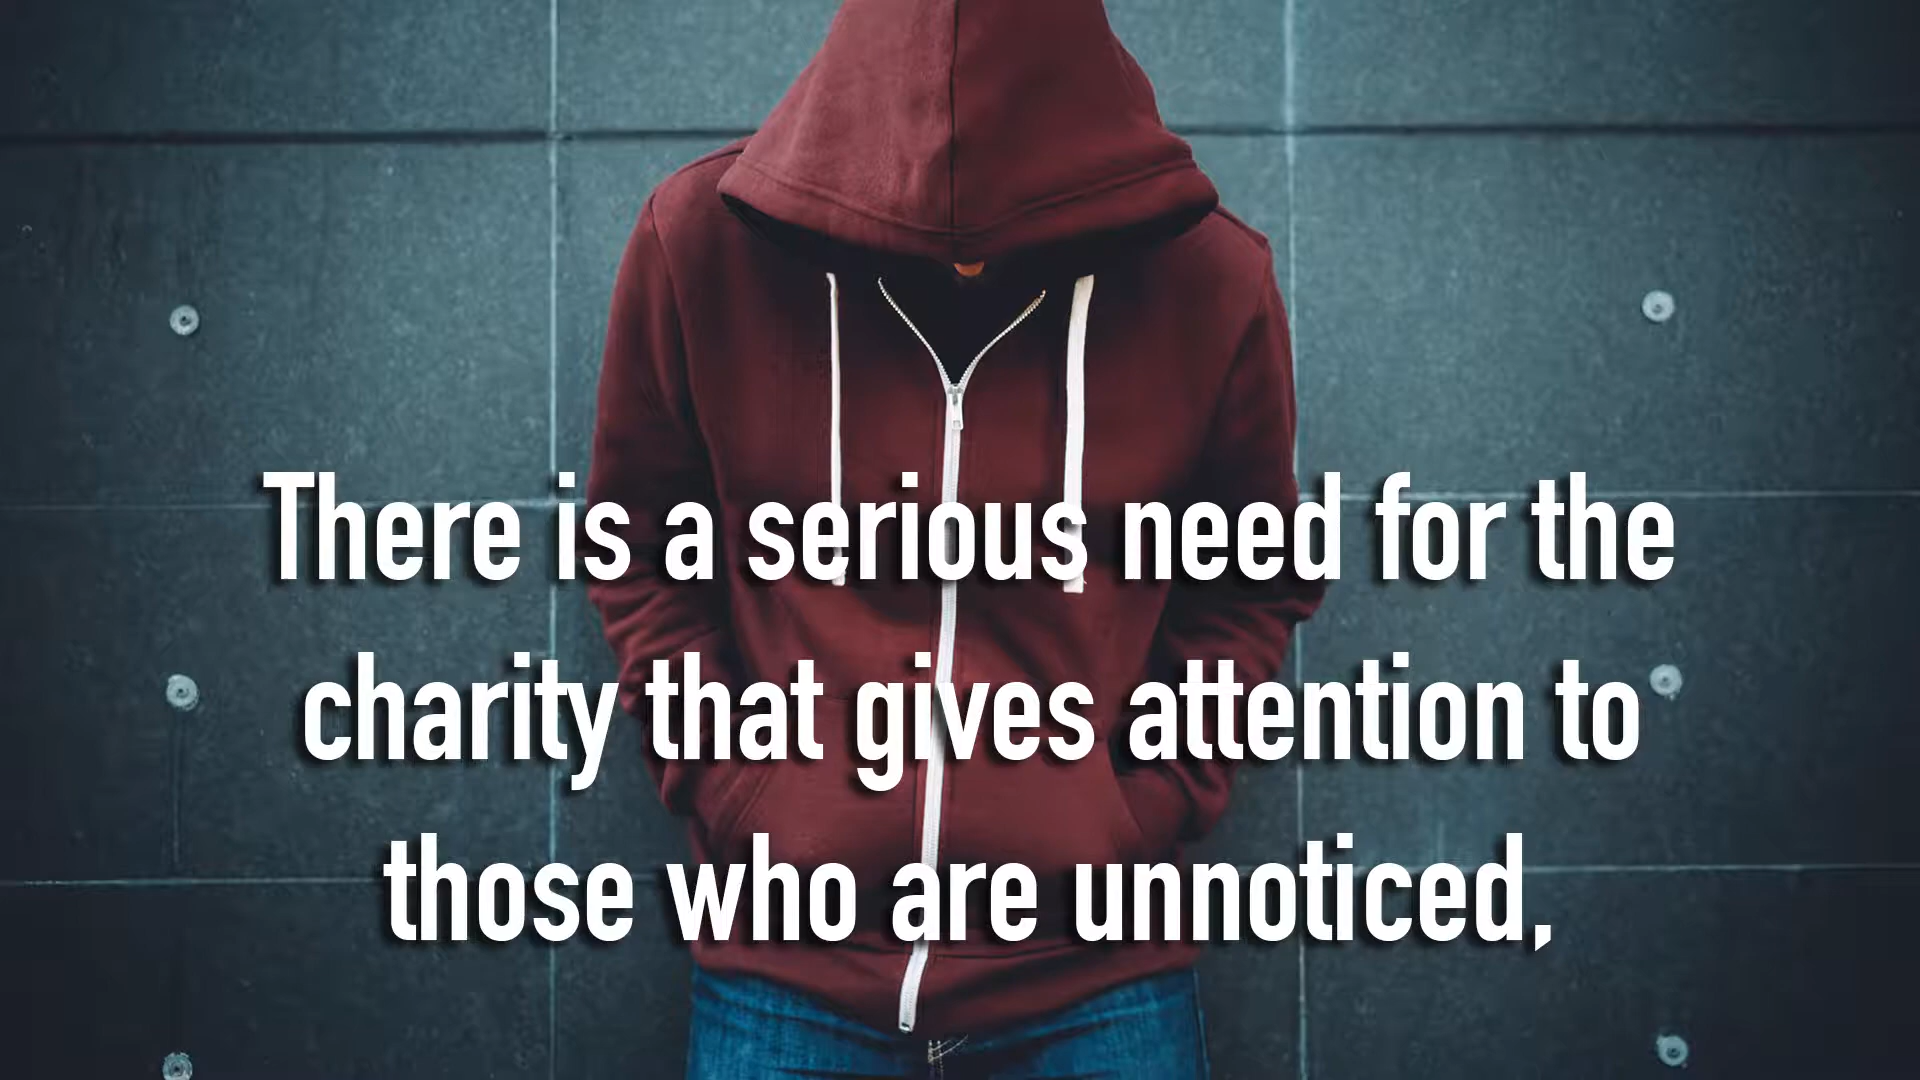 There is a serious need for the
charity that gives attention to
those who are unnoticed,